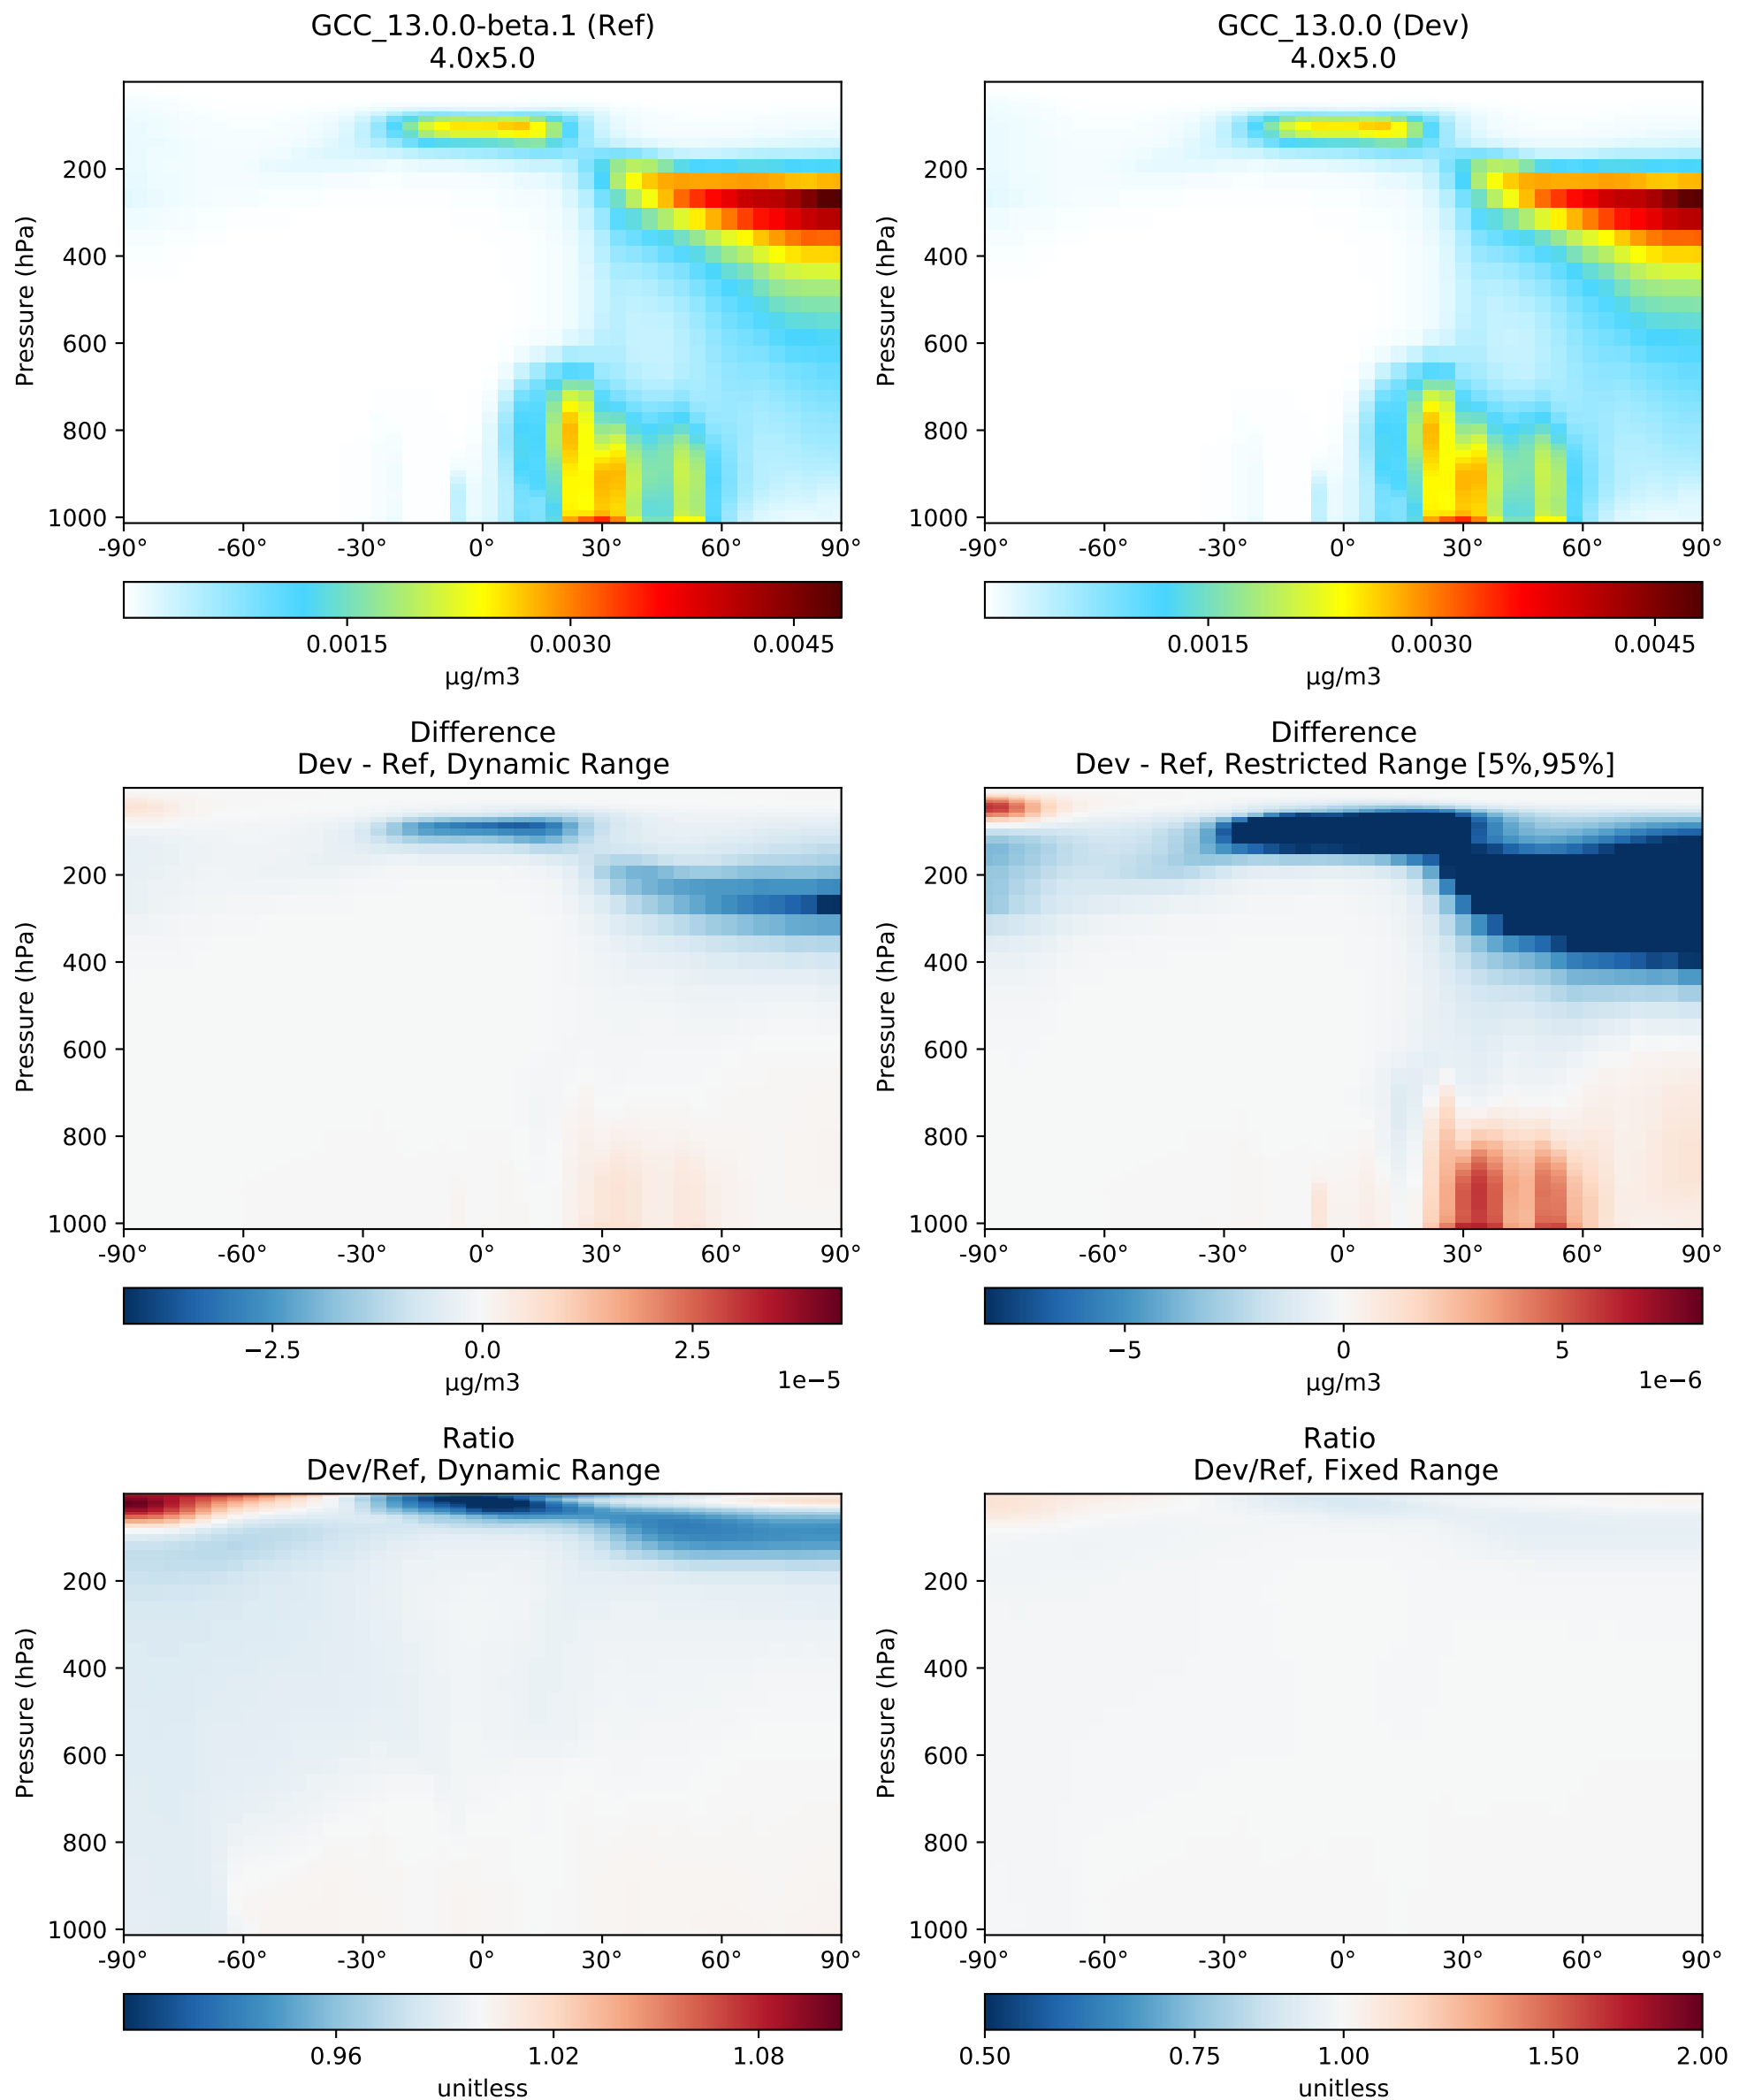 GCC_13.0.0-beta.1 (Ref)
4.0x5.0
Pressure (hPa)
200
400
600
800
1000
-90° -60° -30° 0° 30° 60° 90°
0.0015 0.0030 0.0045
µg/m3
GCC_13.0.0 (Dev)
4.0x5.0
Pressure (hPa)
200
400
600
800
1000
-90° -60° -30° 0° 30° 60° 90°
0.0015 0.0030 0.0045
µg/m3
Difference
Dev - Ref, Dynamic Range
Pressure (hPa)
200
400
600
800
1000
-90° -60° -30° 0° 30° 60° 90°
−2.5 0.0 2.5
µg/m3
1e−5
Difference
Dev - Ref, Restricted Range [5%,95%]
Pressure (hPa)
200
400
600
800
1000
-90° -60° -30° 0° 30° 60° 90°
−5 0 5
µg/m3
1e−6
Ratio
Dev/Ref, Dynamic Range
Pressure (hPa)
200
400
600
800
1000
-90° -60° -30° 0° 30° 60° 90°
0.96 1.02 1.08
unitless
Ratio
Dev/Ref, Fixed Range
Pressure (hPa)
200
400
600
800
1000
-90° -60° -30° 0° 30° 60° 90°
0.50 0.75 1.00 1.50 2.00
unitless